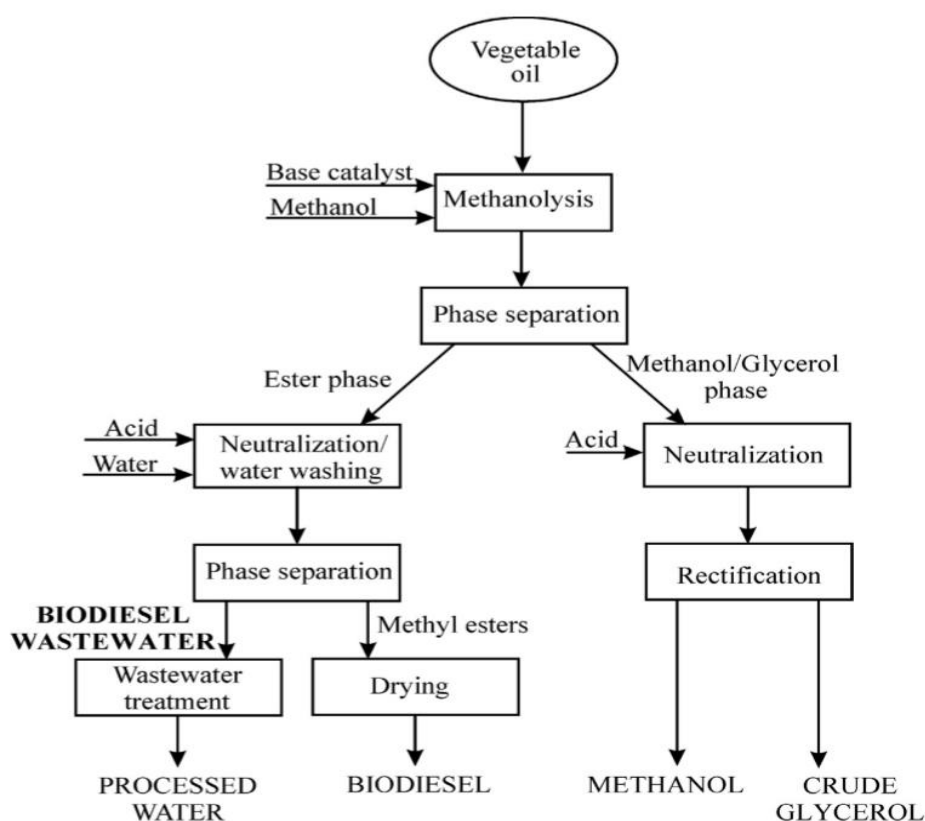 Vegetable
oil
Base catalyst
Methanol
Methanolysis
Phase separation
Ester phase
Methanol/Glycerol
phase
Acid
Water
Neutralization/
water washing
Acid
Neutralization
Phase separation
Rectification
BIODIESEL
WASTEWATER
Methyl esters
Wastewater
treatment
Drying
PROCESSED
WATER
BIODIESEL
METHANOL
CRUDE
GLYCEROL